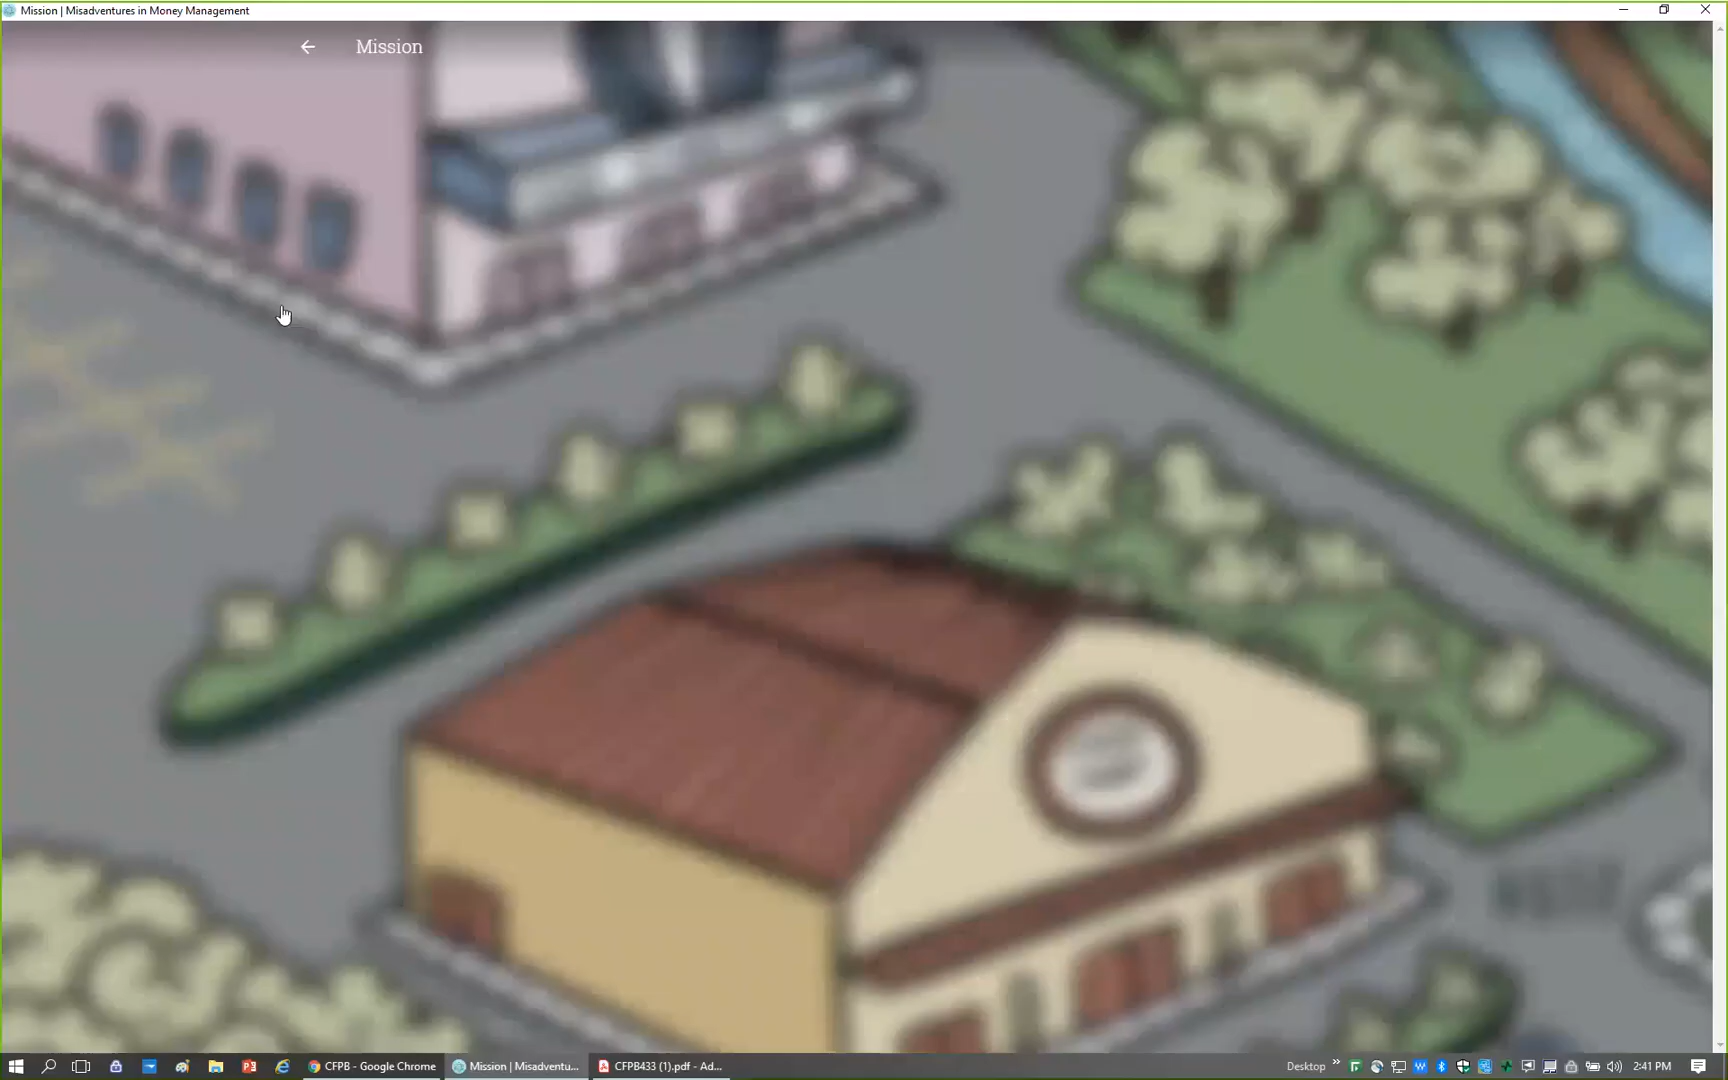 Mission | Misadventures in Money Management
Mission
CFPB - Google Chrome
Mission | Misadventu...
CFPB433 (1).pdf - Ad...
Desktop
2:41 PM